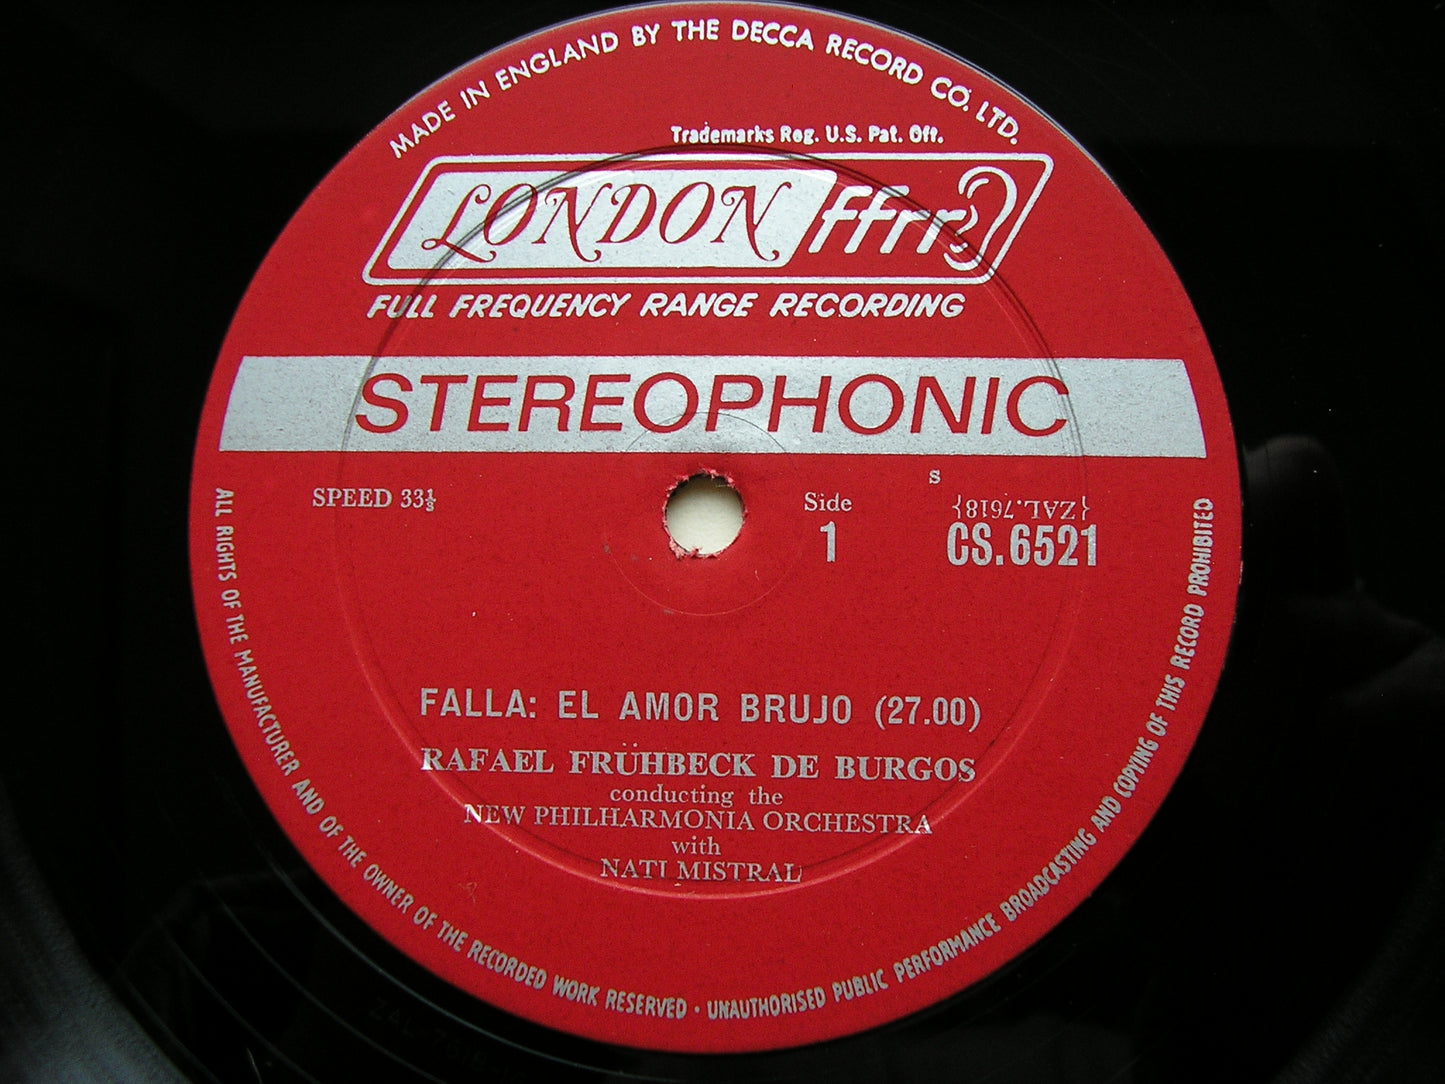 MADE IN ENGLAND BY THE DECCA RECORD CO. LTD.
Trademarks Reg. U.S. Pat. Off.
LONDON ffrr
FULL FREQUENCY RANGE RECORDING
STEREOPHONIC
SPEED 33⅓
Side
1
S
{ZAL.7618}
CS.6521
FALLA: EL AMOR BRUJO (27.00)
RAFAEL FRÜHBECK DE BURGOS
conducting the
NEW PHILHARMONIA ORCHESTRA
with
NATI MISTRAL
ALL RIGHTS OF THE MANUFACTURER AND OF THE OWNER OF THE RECORDED WORK RESERVED · UNAUTHORISED PUBLIC PERFORMANCE BROADCASTING AND COPYING OF THIS RECORD PROHIBITED